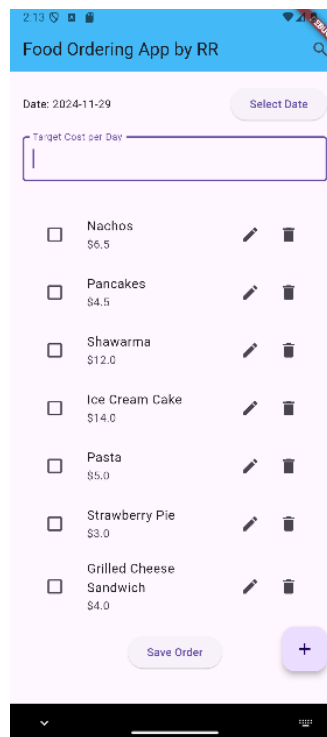 2:13
Food Ordering App by RR
Date: 2024-11-29
Select Date
Target Cost per Day
Nachos
$6.5
Pancakes
$4.5
Shawarma
$12.0
Ice Cream Cake
$14.0
Pasta
$5.0
Strawberry Pie
$3.0
Grilled Cheese
Sandwich
$4.0
Save Order
+